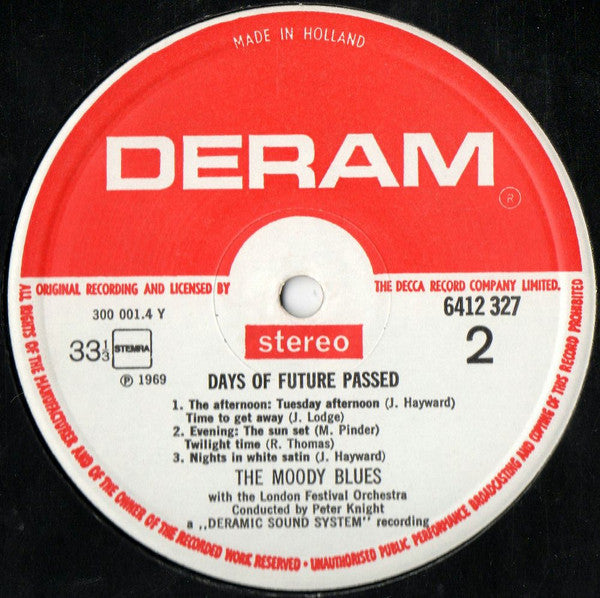 MADE IN HOLLAND
DERAM
®
ORIGINAL RECORDING AND LICENSED BY THE DECCA RECORD COMPANY LIMITED.
300 001.4 Y
6412 327
33⅓ STEMRA
2
stereo
℗ 1969
DAYS OF FUTURE PASSED
1. The afternoon: Tuesday afternoon (J. Hayward)
Time to get away (J. Lodge)
2. Evening: The sun set (M. Pinder)
Twilight time (R. Thomas)
3. Nights in white satin (J. Hayward)
THE MOODY BLUES
with the London Festival Orchestra
Conducted by Peter Knight
a „DERAMIC SOUND SYSTEM" recording
ALL RIGHTS OF THE MANUFACTURER AND OF THE OWNER OF THE RECORDED WORK RESERVED • UNAUTHORISED PUBLIC PERFORMANCE BROADCASTING AND COPYING OF THIS RECORD PROHIBITED